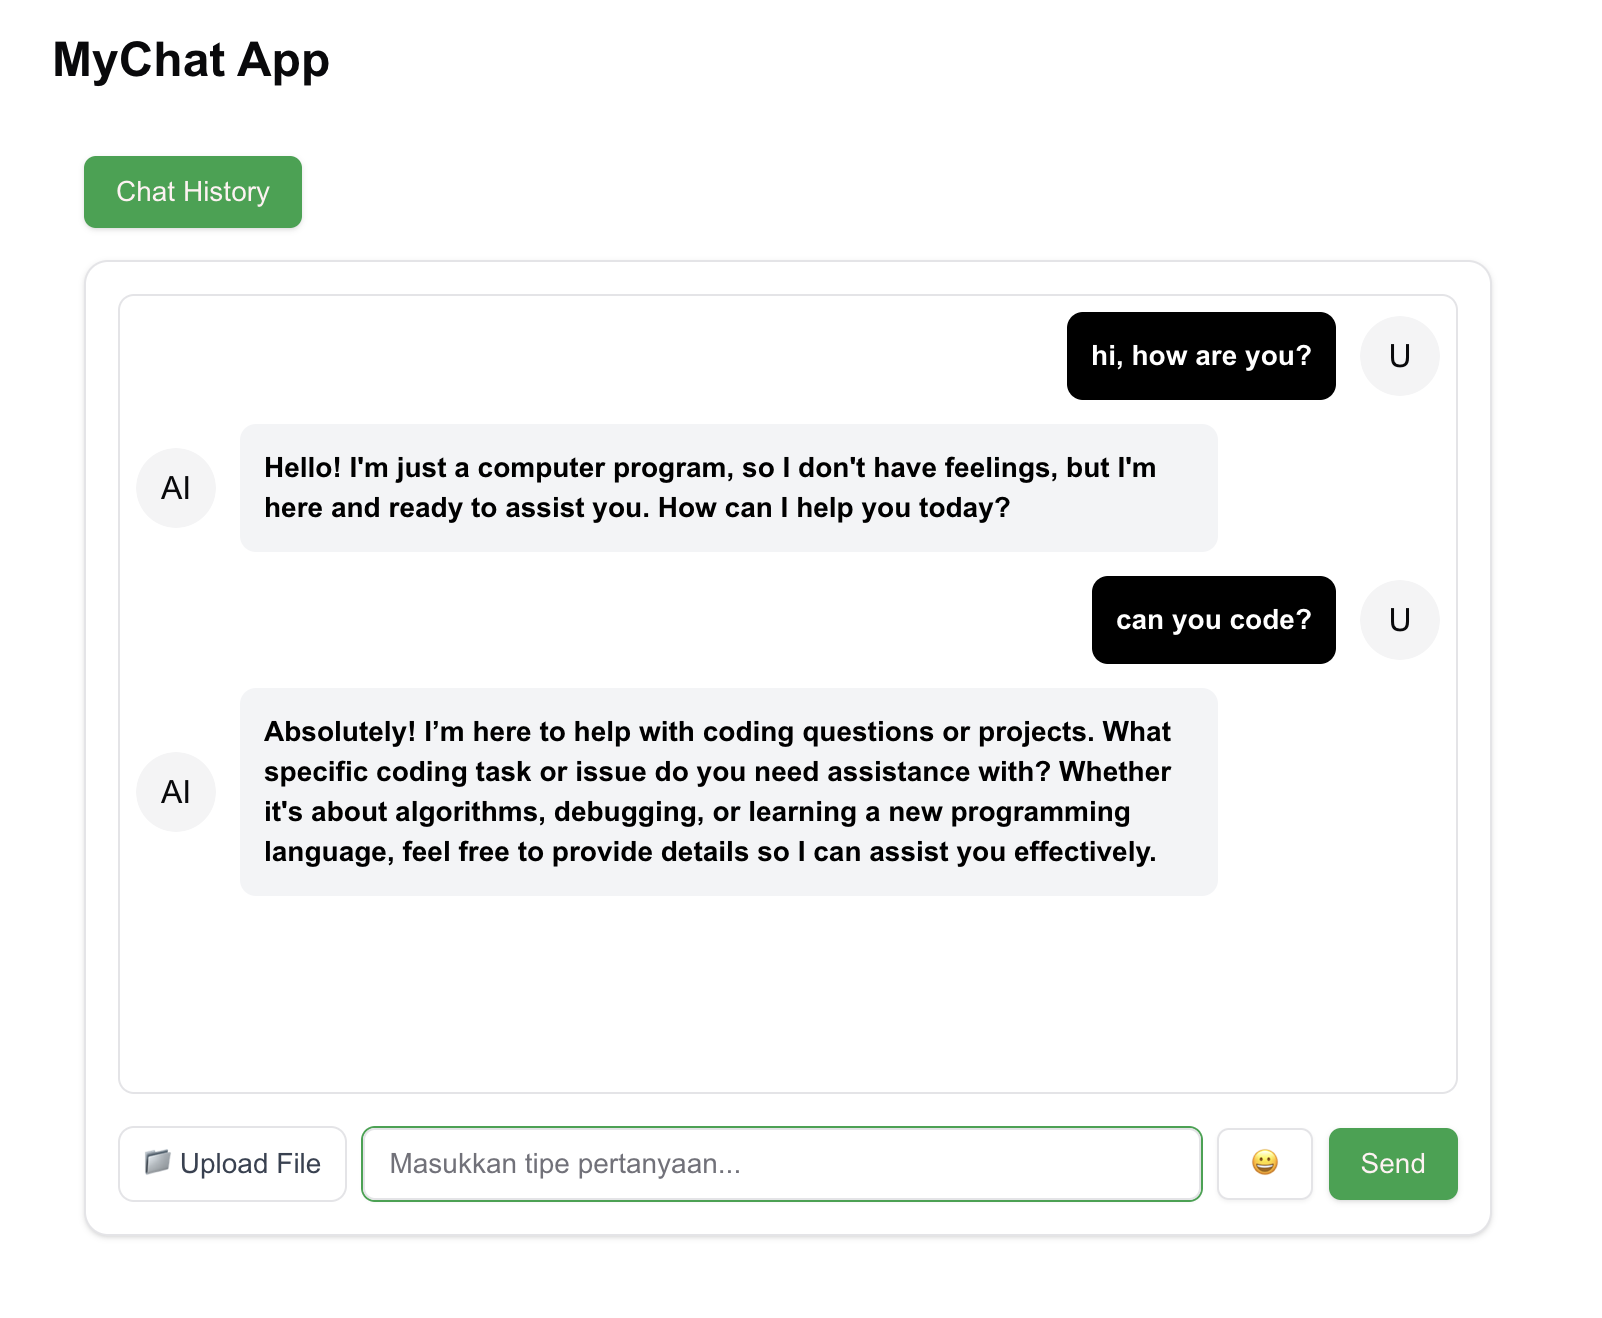 MyChat App
Chat History
hi, how are you?
U
AI
Hello! I'm just a computer program, so I don't have feelings, but I'm
here and ready to assist you. How can I help you today?
can you code?
U
AI
Absolutely! I’m here to help with coding questions or projects. What
specific coding task or issue do you need assistance with? Whether
it's about algorithms, debugging, or learning a new programming
language, feel free to provide details so I can assist you effectively.
📁 Upload File
Masukkan tipe pertanyaan...
😀
Send